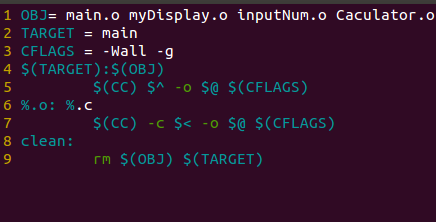 1 OBJ= main.o myDisplay.o inputNum.o Caculator.o
2 TARGET = main
3 CFLAGS = -Wall -g
4 $(TARGET):$(OBJ)
5         $(CC) $^ -o $@ $(CFLAGS)
6 %.o: %.c
7         $(CC) -c $< -o $@ $(CFLAGS)
8 clean:
9         rm $(OBJ) $(TARGET)